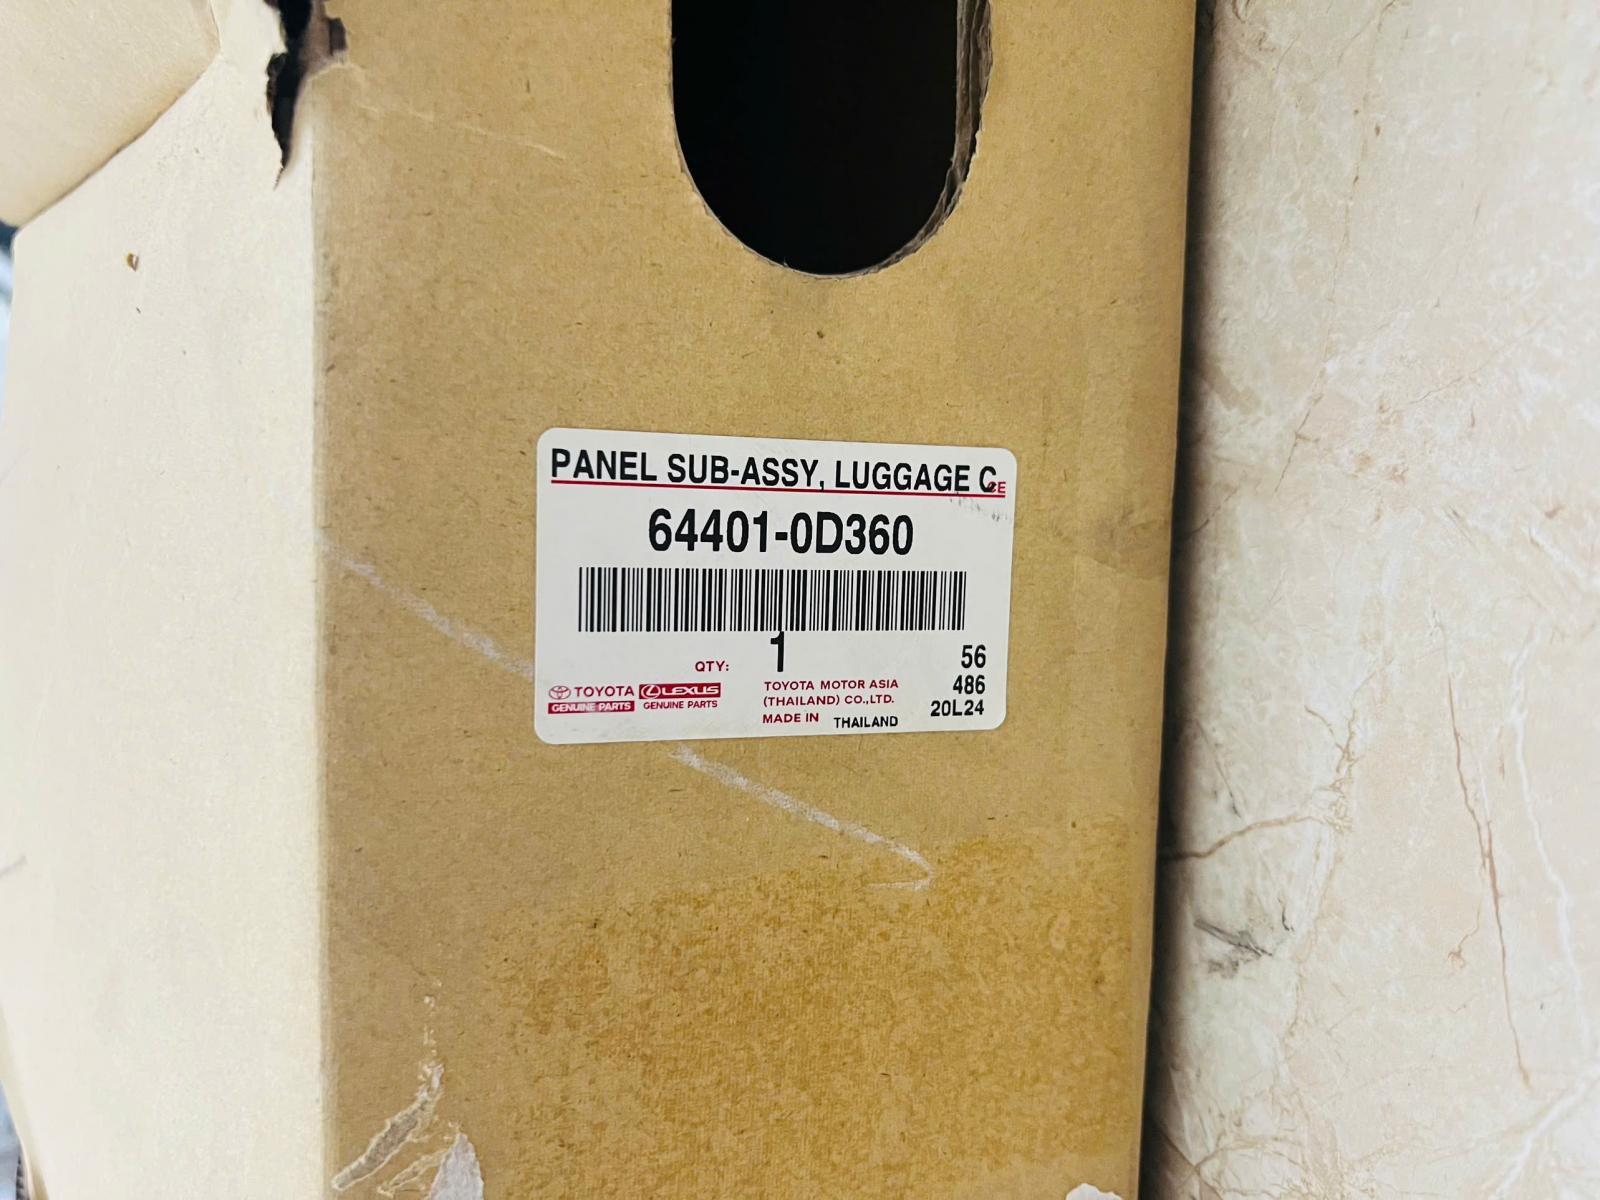 PANEL SUB-ASSY, LUGGAGE C
CE
64401-0D360
QTY: 1
56
486
20L24
TOYOTA
GENUINE PARTS
LEXUS
GENUINE PARTS
TOYOTA MOTOR ASIA
(THAILAND) CO.,LTD.
MADE IN THAILAND